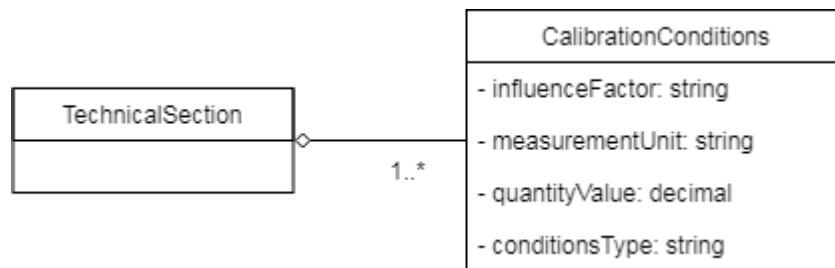 TechnicalSection
1..*
CalibrationConditions
- influenceFactor: string
- measurementUnit: string
- quantityValue: decimal
- conditionsType: string